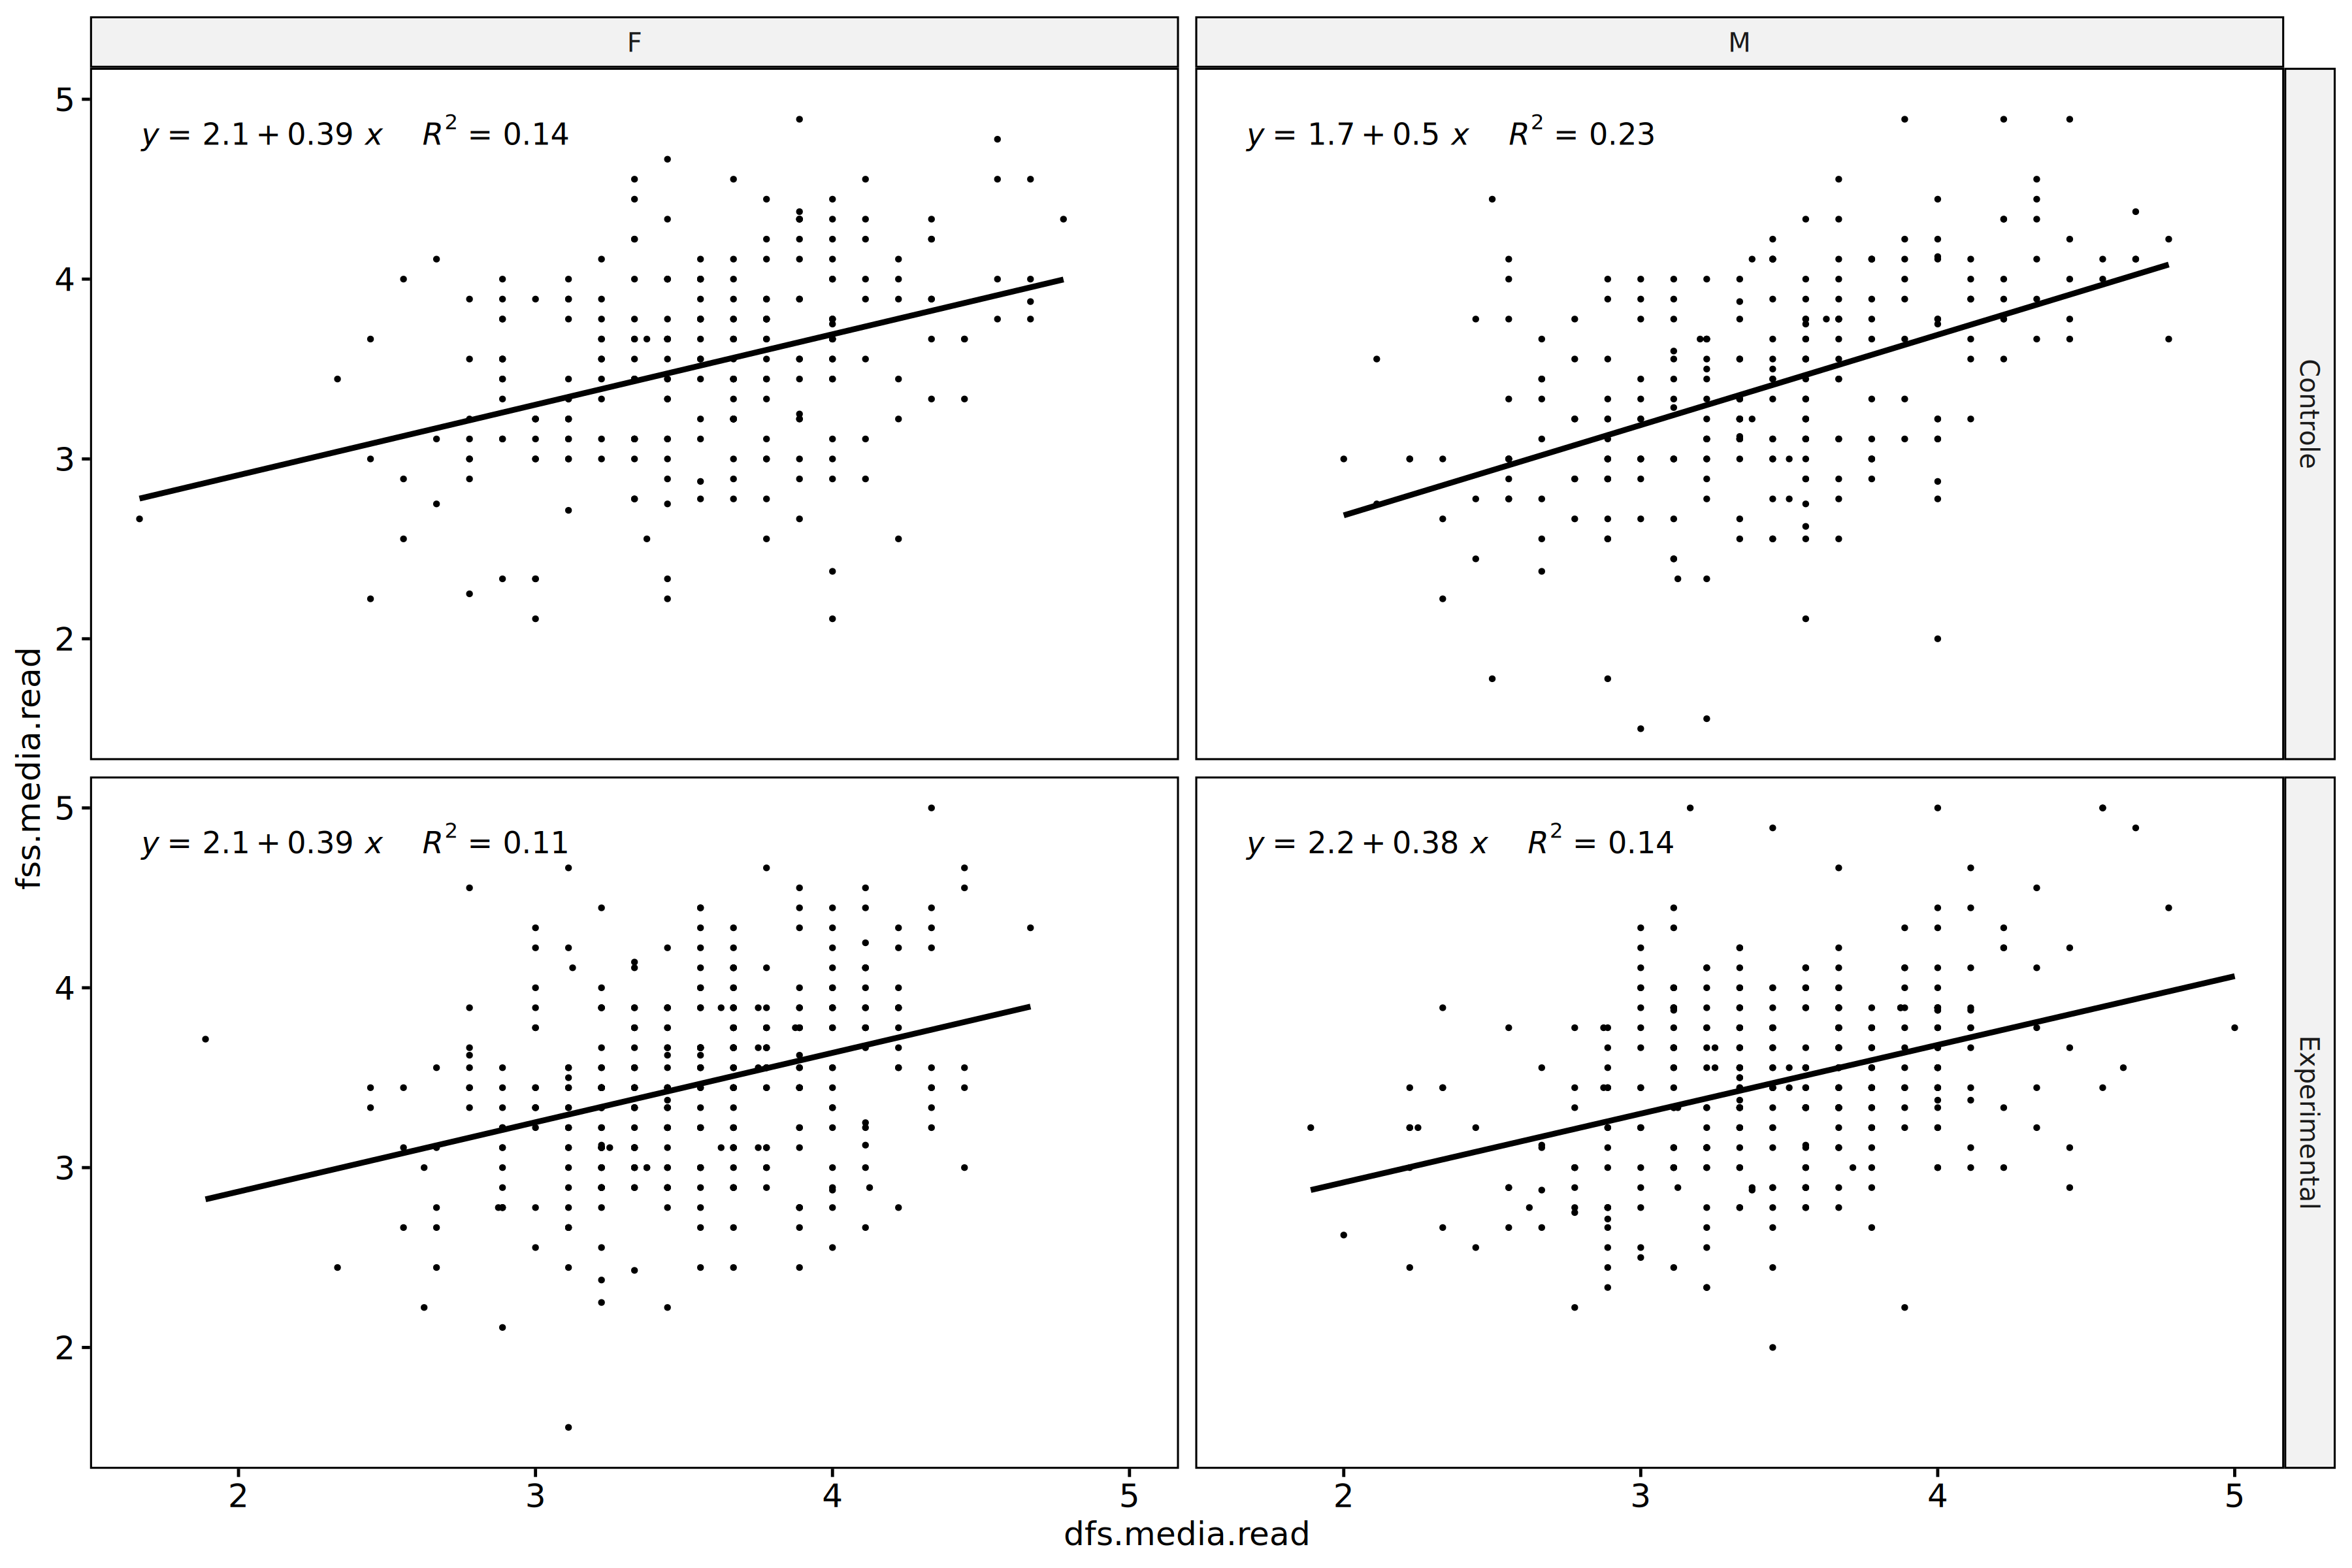 F
M
5
y = 2.1 + 0.39 x R² = 0.14
y = 1.7 + 0.5 x R² = 0.23
4
3
2
Controle
fss.media.read
5
y = 2.1 + 0.39 x R² = 0.11
y = 2.2 + 0.38 x R² = 0.14
4
3
2
Experimental
2 3 4 5 2 3 4 5
dfs.media.read